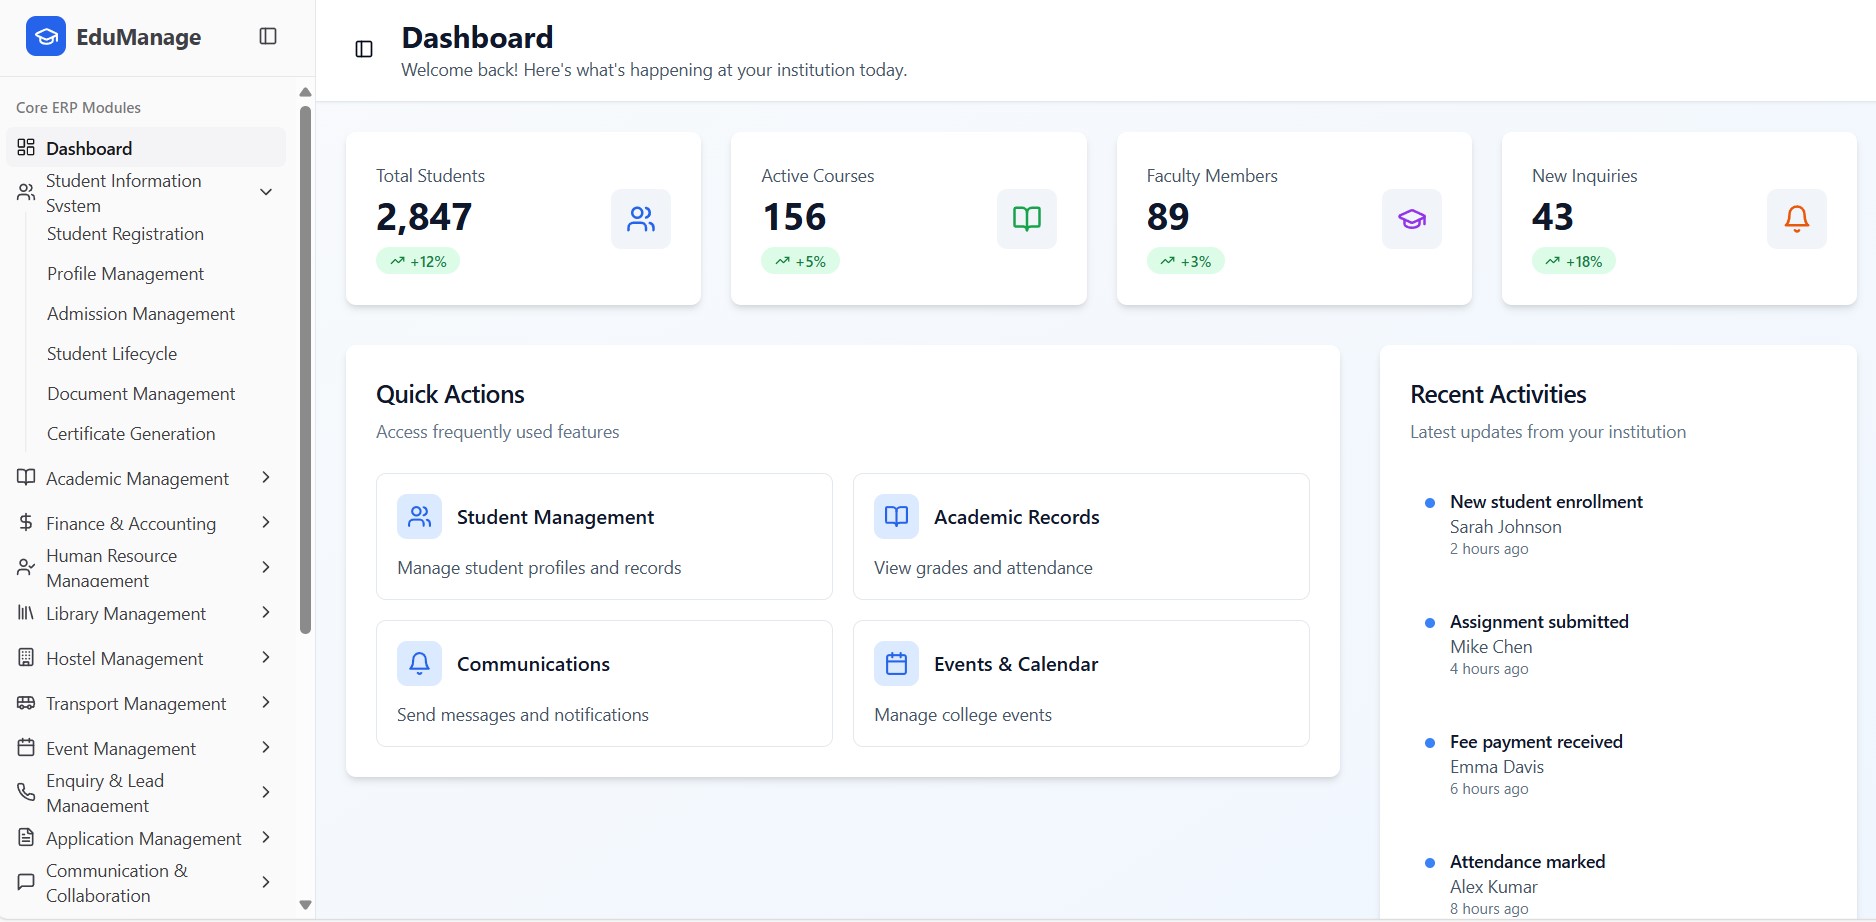 EduManage
Core ERP Modules
Dashboard
Student Information
System
Student Registration
Profile Management
Admission Management
Student Lifecycle
Document Management
Certificate Generation
Academic Management
Finance & Accounting
Human Resource
Management
Library Management
Hostel Management
Transport Management
Event Management
Enquiry & Lead
Management
Application Management
Communication &
Collaboration
Dashboard
Welcome back! Here's what's happening at your institution today.
Total Students
2,847
+12%
Active Courses
156
+5%
Faculty Members
89
+3%
New Inquiries
43
+18%
Quick Actions
Access frequently used features
Student Management
Manage student profiles and records
Academic Records
View grades and attendance
Communications
Send messages and notifications
Events & Calendar
Manage college events
Recent Activities
Latest updates from your institution
New student enrollment
Sarah Johnson
2 hours ago
Assignment submitted
Mike Chen
4 hours ago
Fee payment received
Emma Davis
6 hours ago
Attendance marked
Alex Kumar
8 hours ago